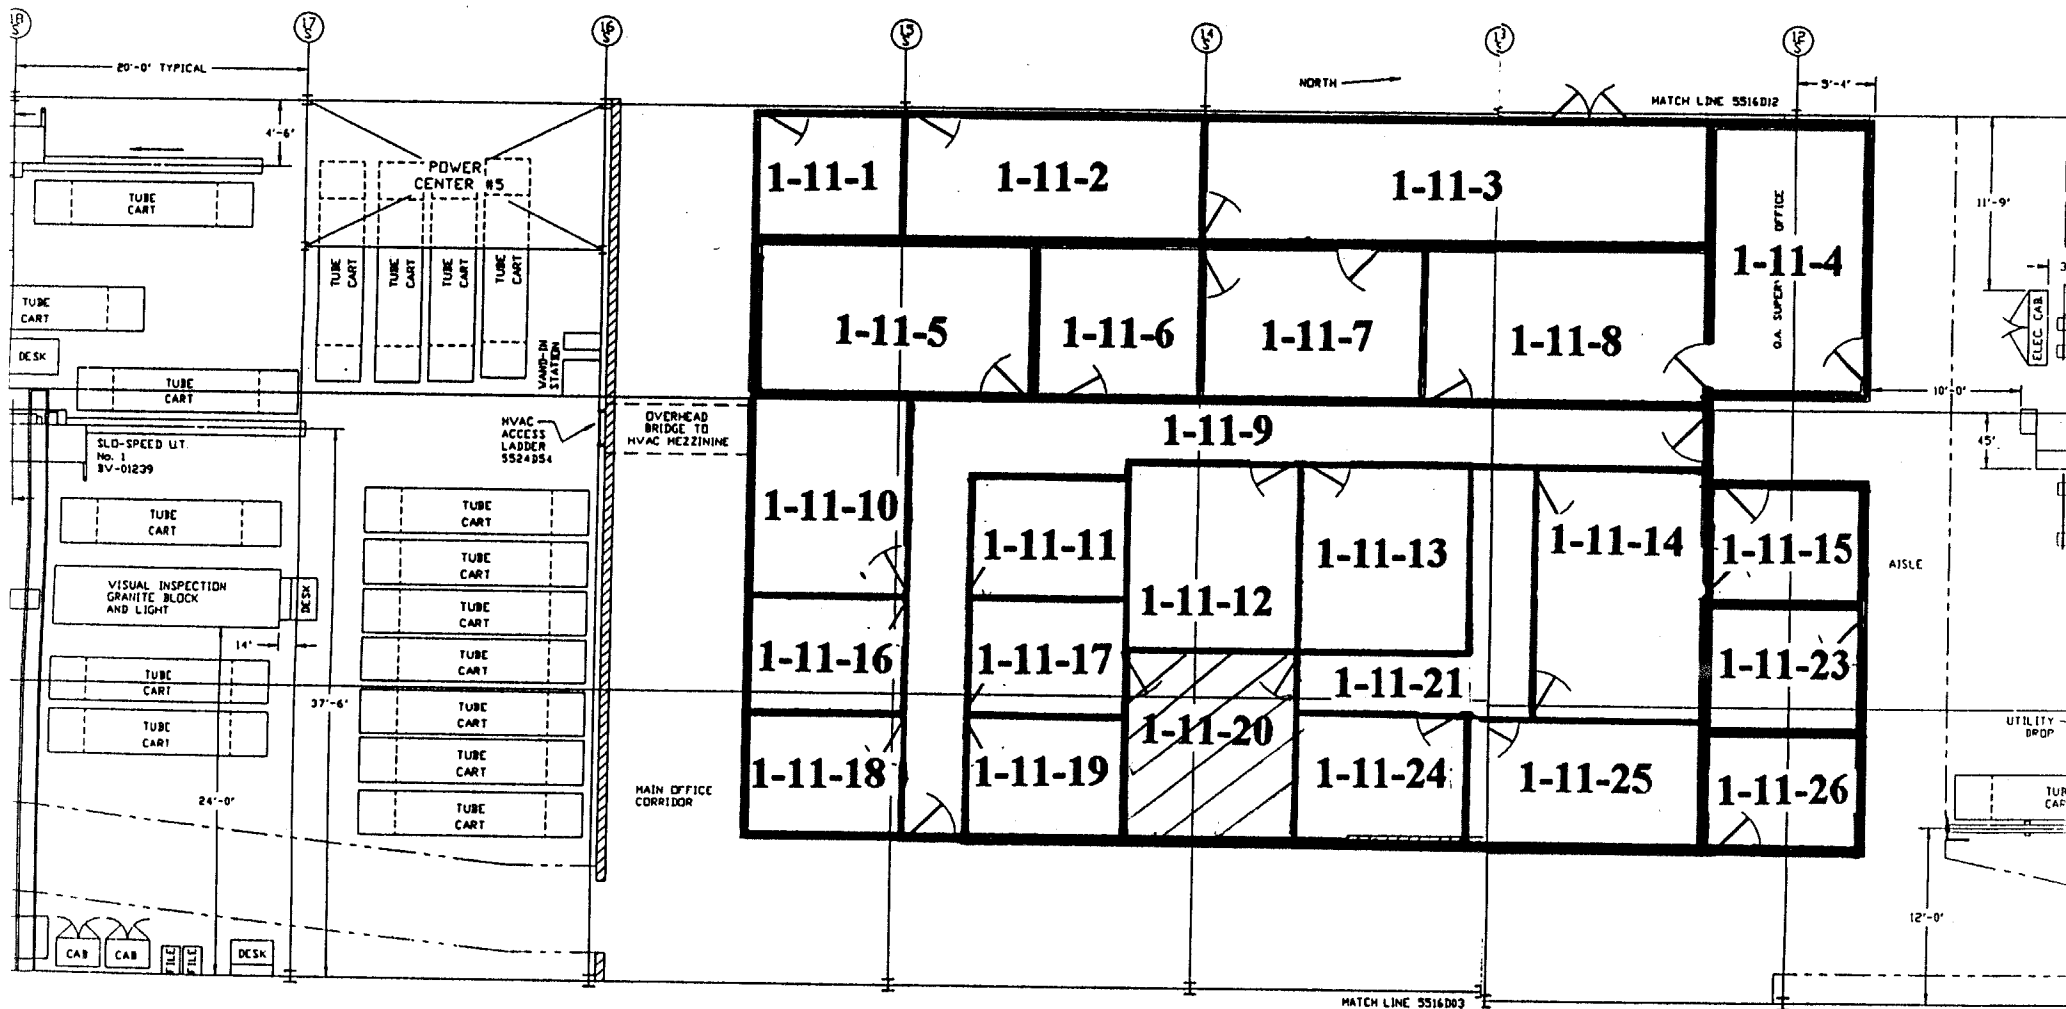 18
S
17
S
16
S
15
S
14
S
13
S
12
S
20'-0' TYPICAL
NORTH
MATCH LINE 5516D12
9'-4'
4'-6'
POWER
CENTER #5
TUBE
CART
TUBE
CART
TUBE
CART
TUBE
CART
TUBE
CART
TUBE
CART
DESK
TUBE
CART
WAND-IN
STATION
HVAC
ACCESS
LADDER
5524D54
OVERHEAD
BRIDGE TO
HVAC MEZZININE
SLO-SPEED U.T.
No. 1
BV-01239
TUBE
CART
VISUAL INSPECTION
GRANITE BLOCK
AND LIGHT
DESK
14'
TUBE
CART
TUBE
CART
37'-6'
24'-0'
TUBE
CART
TUBE
CART
TUBE
CART
TUBE
CART
TUBE
CART
TUBE
CART
TUBE
CART
CAB
CAB
FILE
FILE
DESK
MAIN OFFICE
CORRIDOR
1-11-1
1-11-2
1-11-3
1-11-4
Q.A. SUPER OFFICE
1-11-5
1-11-6
1-11-7
1-11-8
1-11-9
1-11-10
1-11-11
1-11-12
1-11-13
1-11-14
1-11-15
1-11-16
1-11-17
1-11-18
1-11-19
1-11-20
1-11-21
1-11-23
1-11-24
1-11-25
1-11-26
11'-9'
ELEC. CAB.
10'-0'
45'
AISLE
UTILITY
DROP
12'-0'
MATCH LINE 5516D03